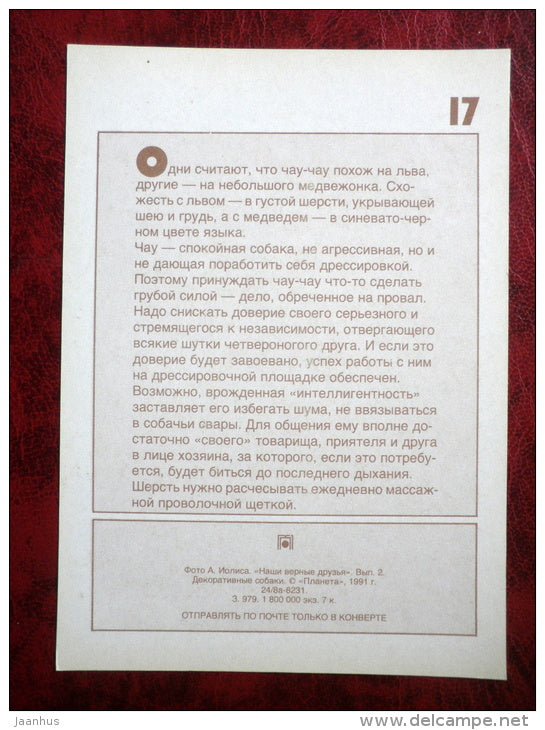 17
Одни считают, что чау-чау похож на льва,
другие — на небольшого медвежонка. Схо-
жесть с львом — в густой шерсти, укрывающей
шею и грудь, а с медведем — в синевато-чер-
ном цвете языка.
Чау — спокойная собака, не агрессивная, но и
не дающая поработить себя дрессировкой.
Поэтому принуждать чау-чау что-то сделать
грубой силой — дело, обреченное на провал.
Надо снискать доверие своего серьезного и
стремящегося к независимости, отвергающего
всякие шутки четвероногого друга. И если это
доверие будет завоевано, успех работы с ним
на дрессировочной площадке обеспечен.
Возможно, врожденная «интеллигентность»
заставляет его избегать шума, не ввязываться
в собачьи свары. Для общения ему вполне до-
статочно «своего» товарища, приятеля и друга
в лице хозяина, за которого, если это потребу-
ется, будет биться до последнего дыхания.
Шерсть нужно расчесывать ежедневно массаж-
ной проволочной щеткой.
Фото А. Иолиса. «Наши верные друзья». Вып. 2.
Декоративные собаки. © «Планета», 1991 г.
24/8а-6231.
З. 979. 1 800 000 экз. 7 к.
ОТПРАВЛЯТЬ ПО ПОЧТЕ ТОЛЬКО В КОНВЕРТЕ
jaanhus
www.delcampe.net